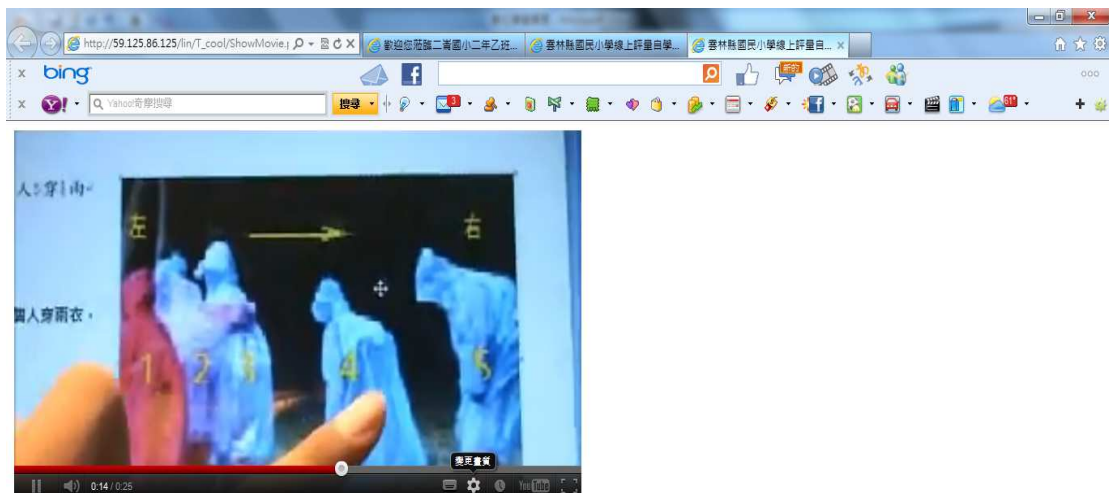 http://59.125.86.125/lin/T_cool/ShowMovie.j
歡迎您蒞臨二崙國小二年乙班...
雲林縣國民小學線上評量自學...
雲林縣國民小學線上評量自...
bing
Yahoo!奇摩搜尋
搜尋
3
611
左
右
個人穿雨衣，
1 2 3 4 5
變更畫質
0:14 / 0:25
YouTube